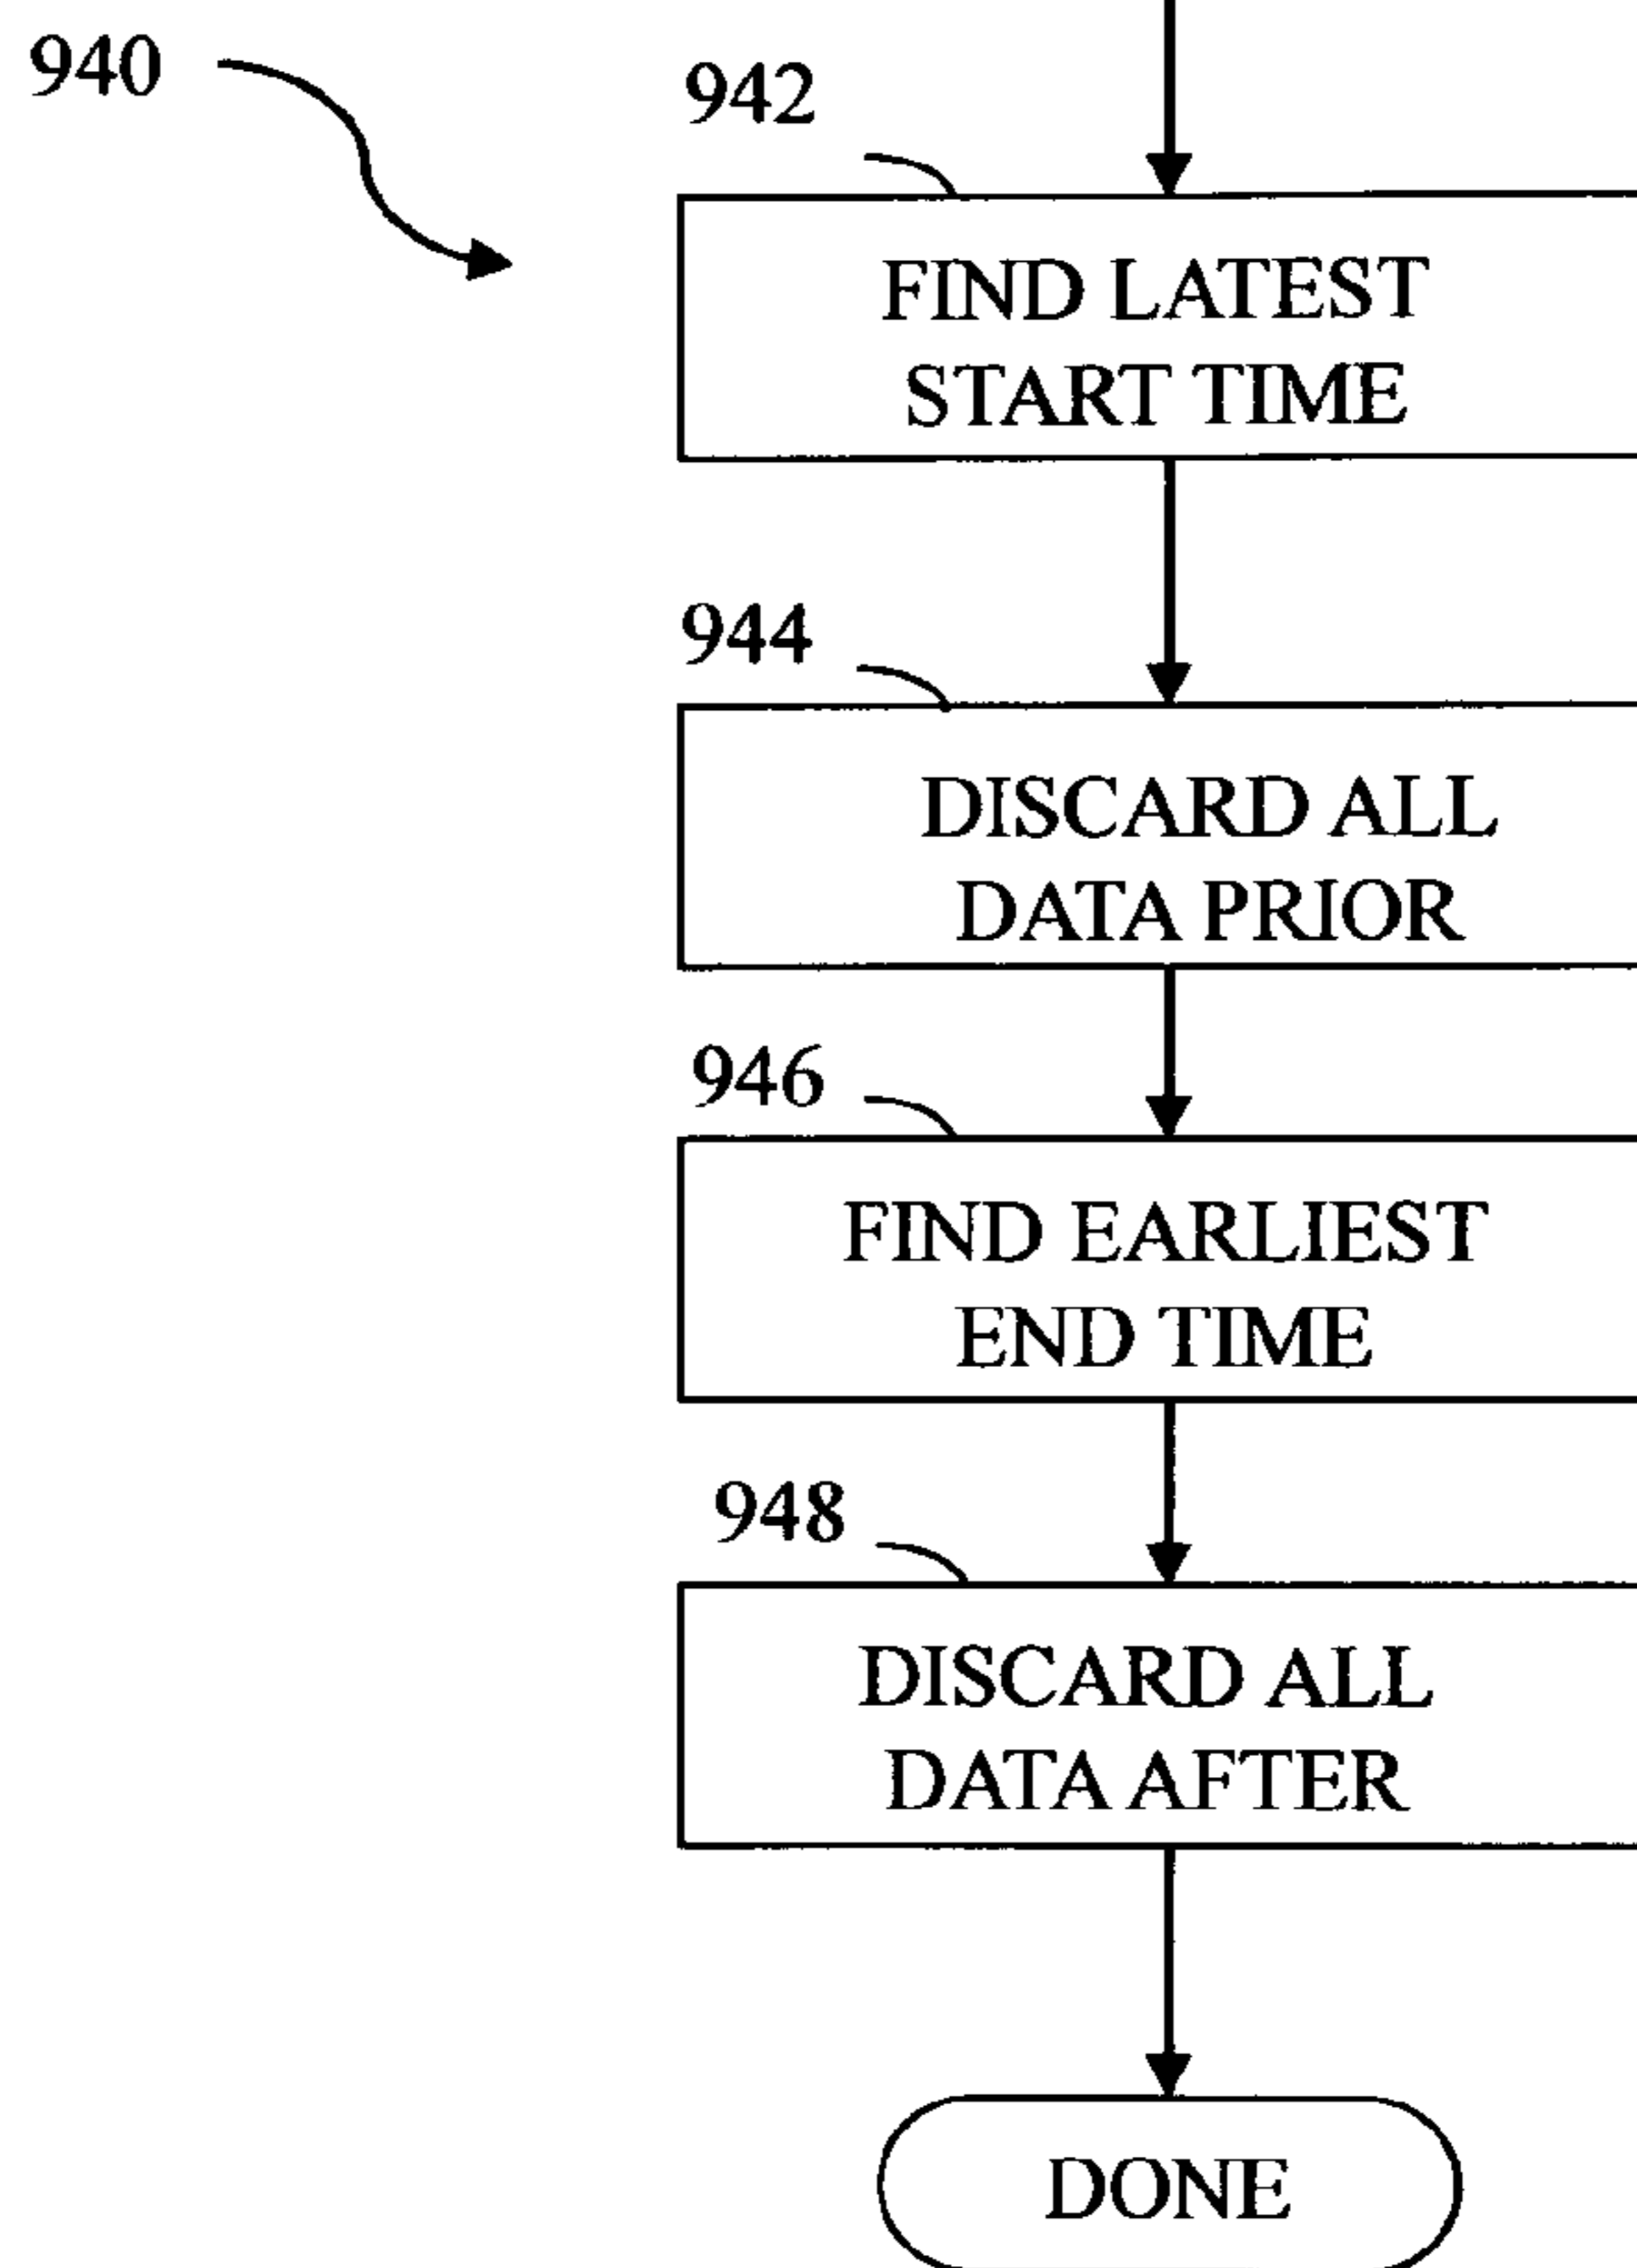 940
942
FIND LATEST
START TIME
944
DISCARD ALL
DATA PRIOR
946
FIND EARLIEST
END TIME
948
DISCARD ALL
DATA AFTER
DONE